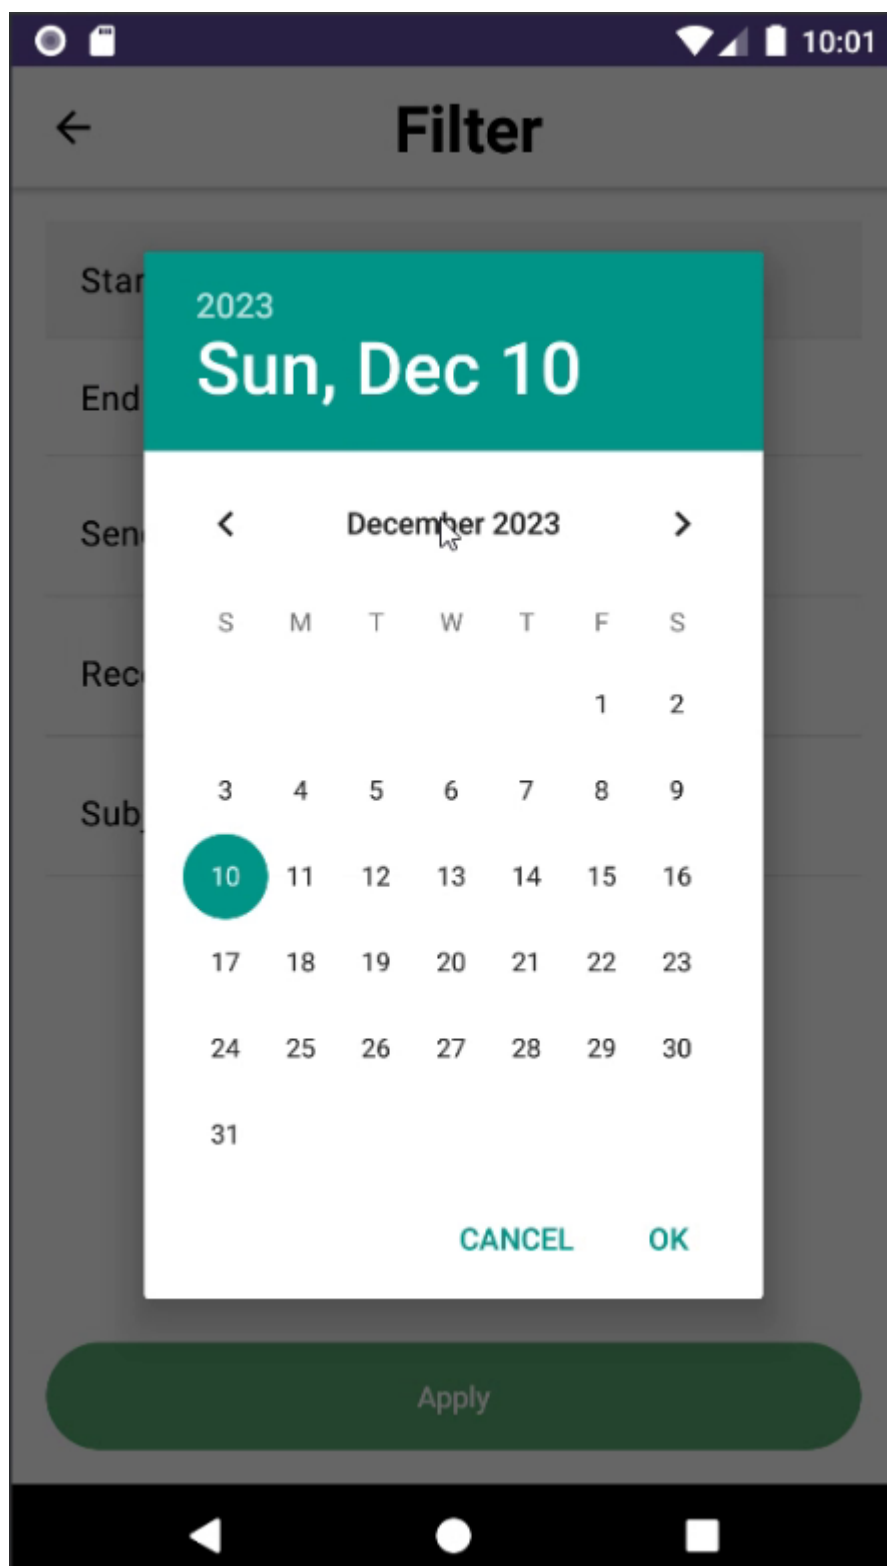 10:01
Filter
Star
2023
Sun, Dec 10
End
December 2023
Sen
S M T W T F S
Rec
1 2
3 4 5 6 7 8 9
Sub
10 11 12 13 14 15 16
17 18 19 20 21 22 23
24 25 26 27 28 29 30
31
CANCEL OK
Apply